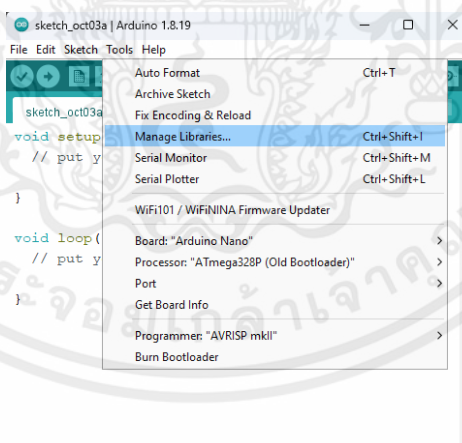 sketch_oct03a | Arduino 1.8.19
File Edit Sketch Tools Help
sketch_oct03a
Auto Format Ctrl+T
Archive Sketch
Fix Encoding & Reload
Manage Libraries... Ctrl+Shift+I
Serial Monitor Ctrl+Shift+M
Serial Plotter Ctrl+Shift+L
WiFi101 / WiFiNINA Firmware Updater
Board: "Arduino Nano"
Processor: "ATmega328P (Old Bootloader)"
Port
Get Board Info
Programmer: "AVRISP mkII"
Burn Bootloader
void setup
// put y
}
void loop(
// put y
}